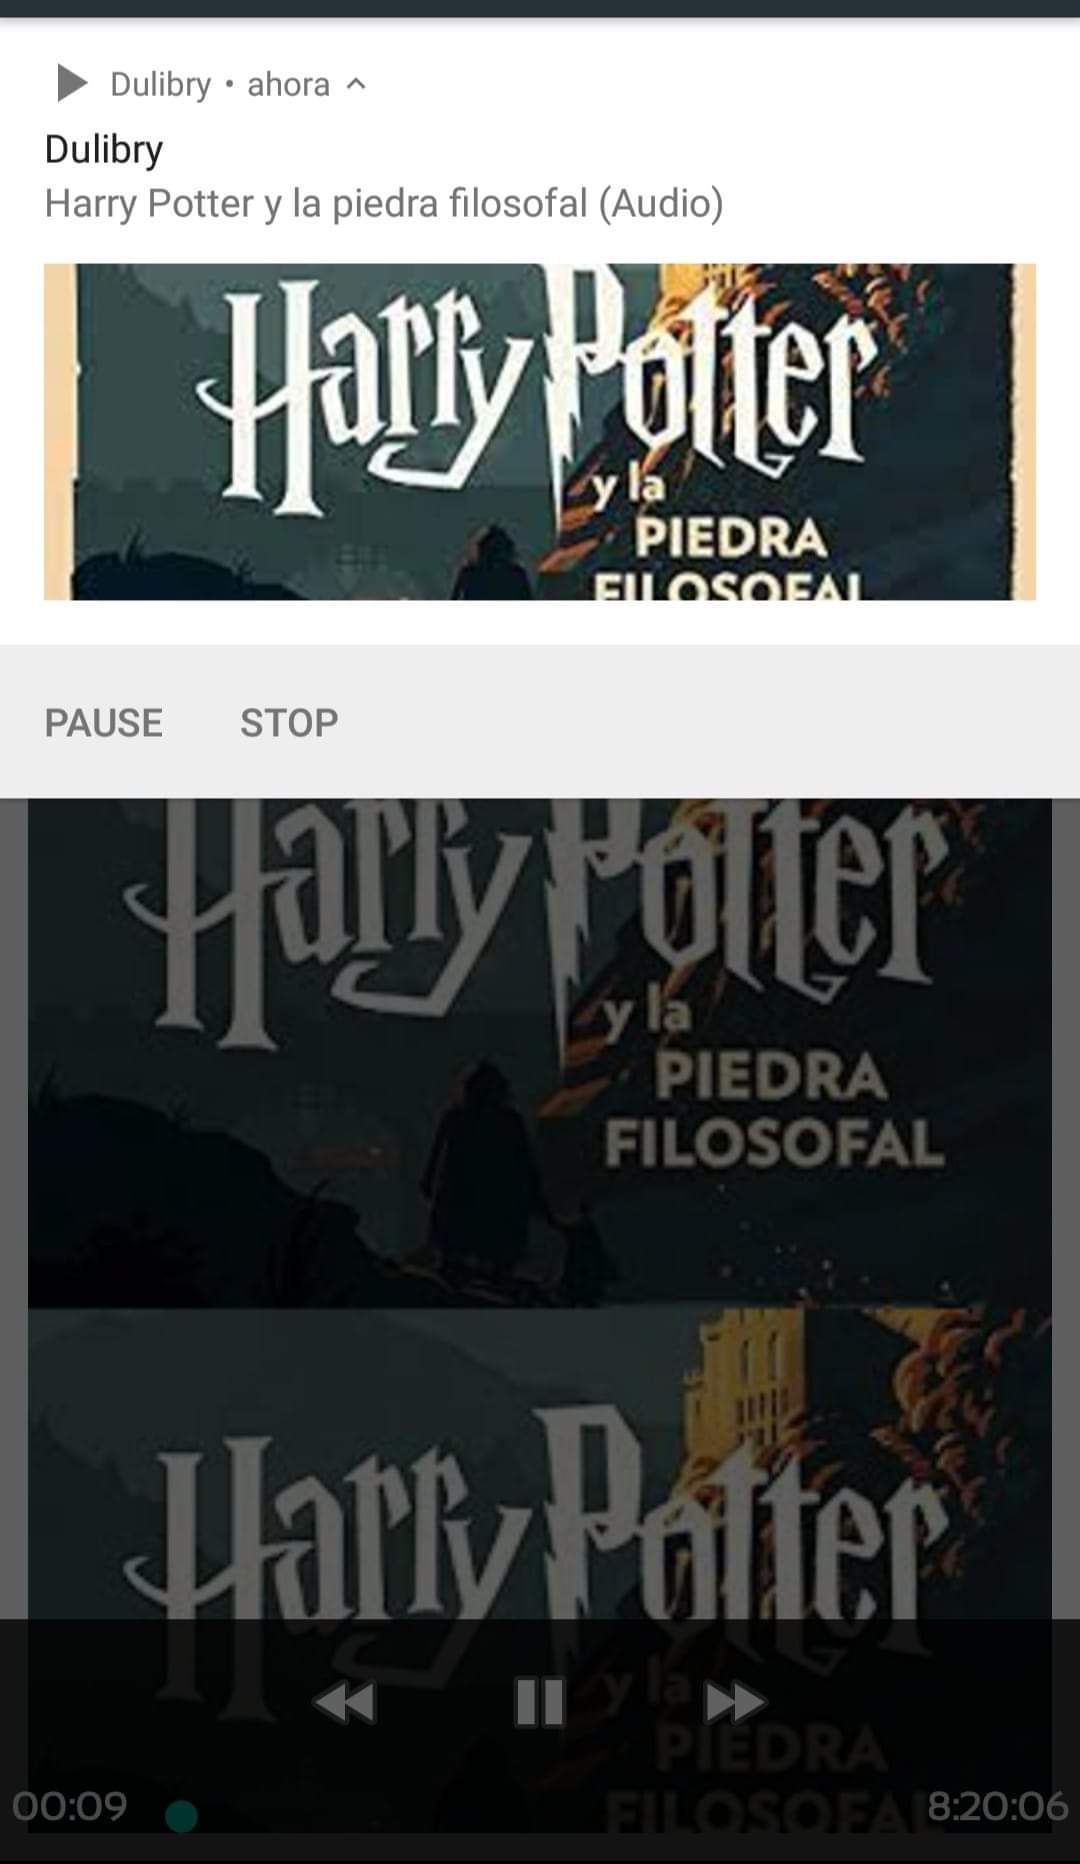 Dulibry • ahora
Dulibry
Harry Potter y la piedra filosofal (Audio)
Harry Potter
y la
PIEDRA
FILOSOFAL
PAUSE STOP
Harry Potter
y la
PIEDRA
FILOSOFAL
Harry Potter
y la
PIEDRA
FILOSOFAL
00:09 8:20:06